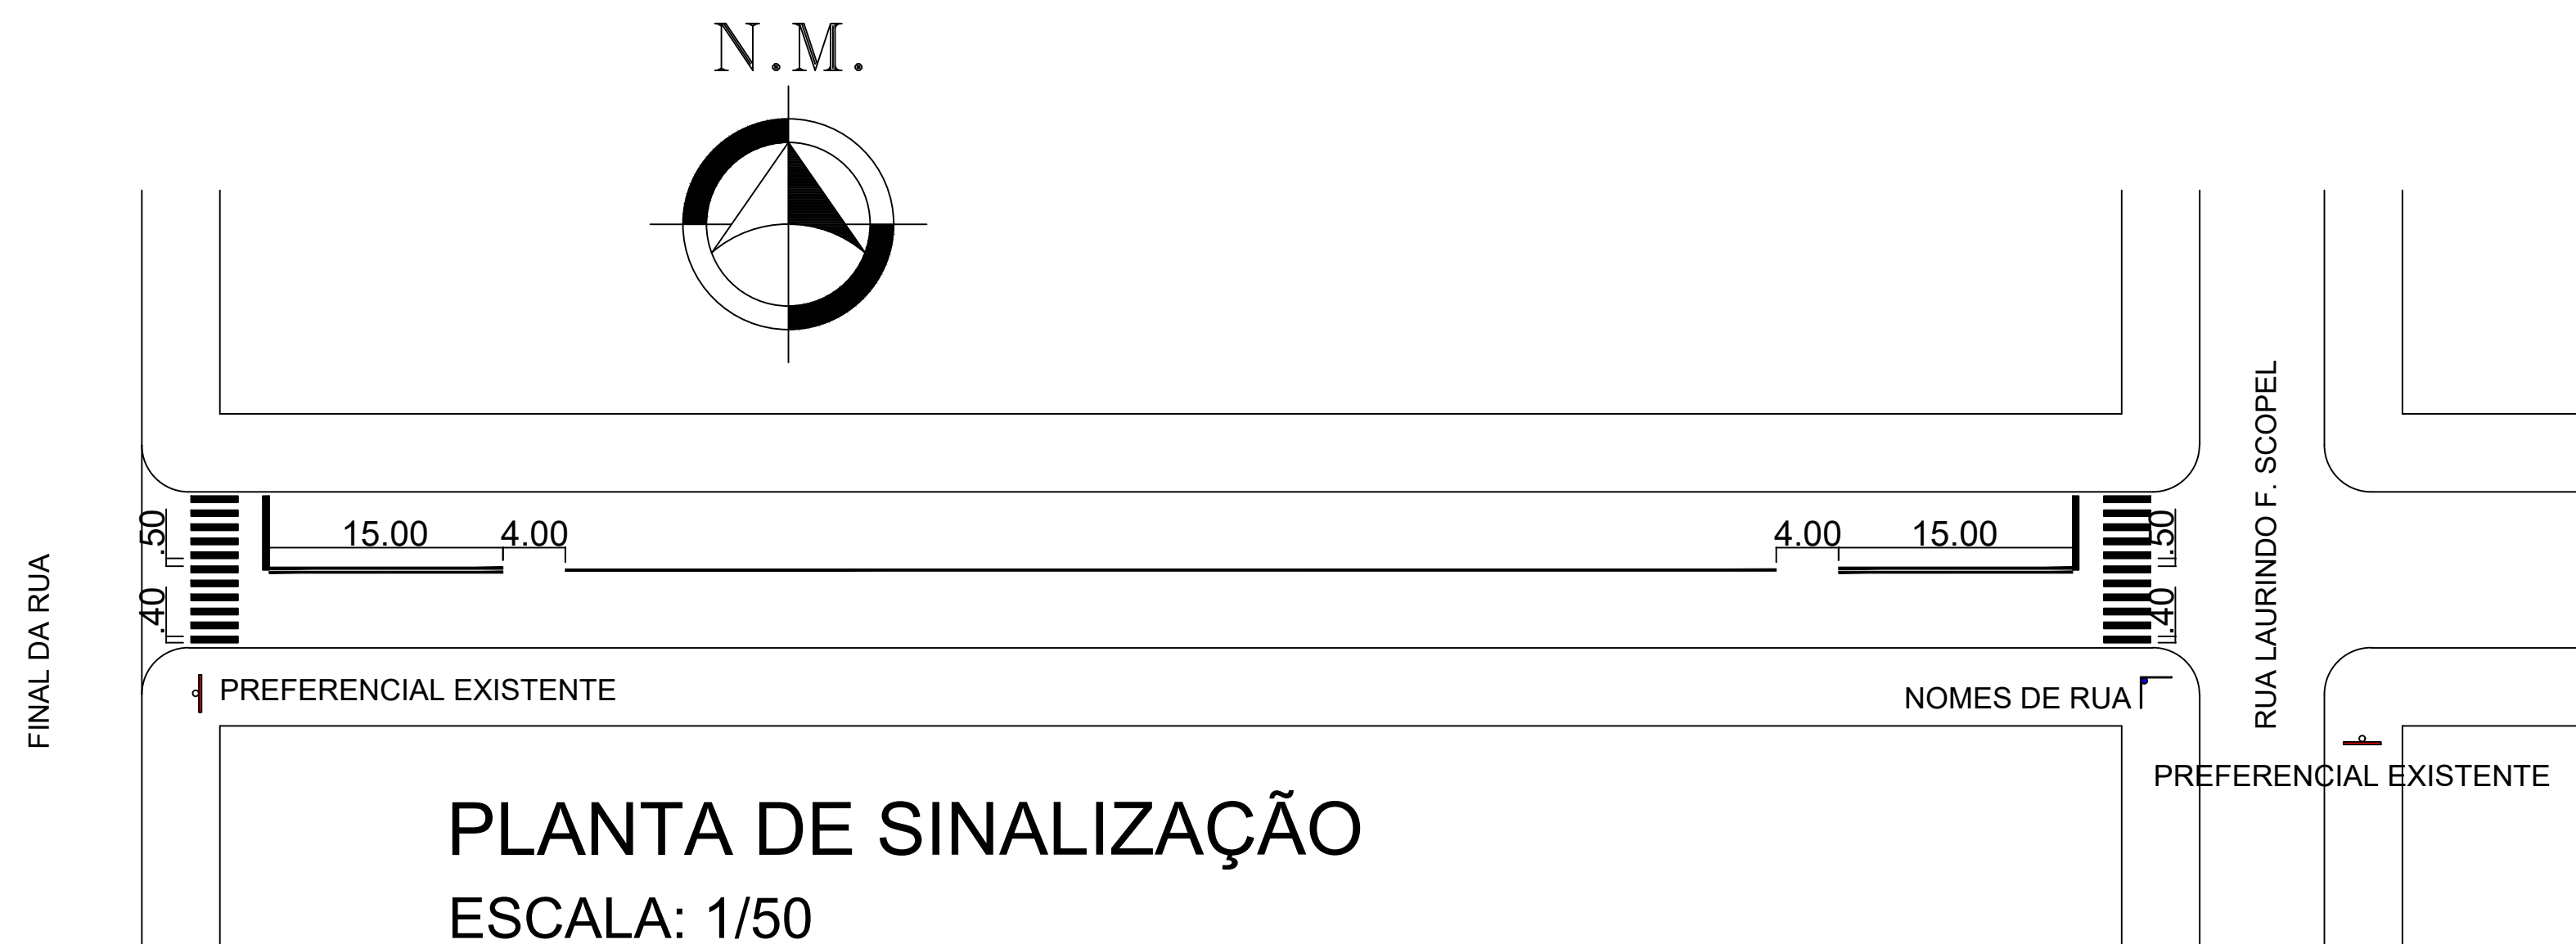 N.M.
15.00
4.00
4.00
15.00
.50
.40
.50
.40
FINAL DA RUA
RUA LAURINDO F. SCOPEL
PREFERENCIAL EXISTENTE
NOMES DE RUA
PREFERENCIAL EXISTENTE
PLANTA DE SINALIZAÇÃO
ESCALA: 1/50